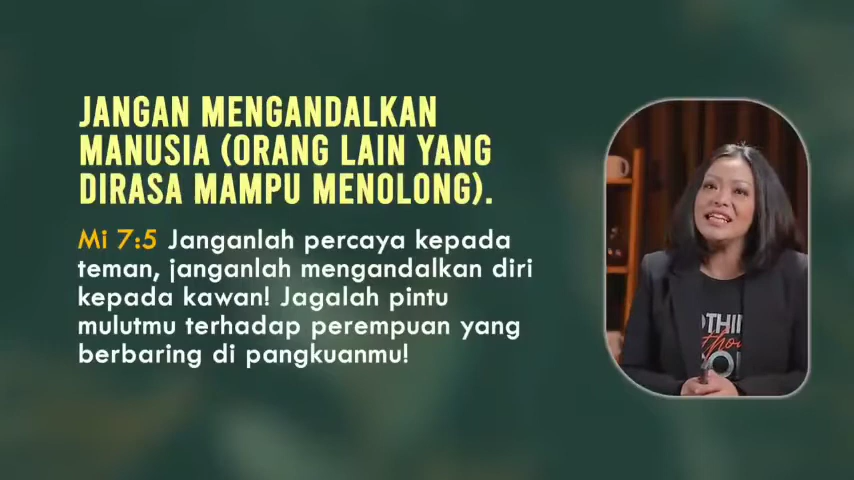 JANGAN MENGANDALKAN
MANUSIA (ORANG LAIN YANG
DIRASA MAMPU MENOLONG).
Mi 7:5 Janganlah percaya kepada
teman, janganlah mengandalkan diri
kepada kawan! Jagalah pintu
mulutmu terhadap perempuan yang
berbaring di pangkuanmu!